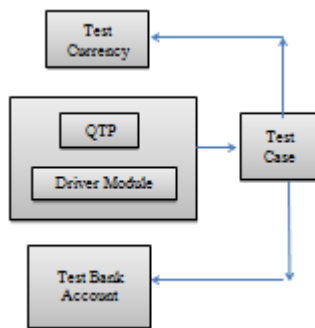 Test
Currency
QTP
Driver Module
Test
Case
Test Bank
Account